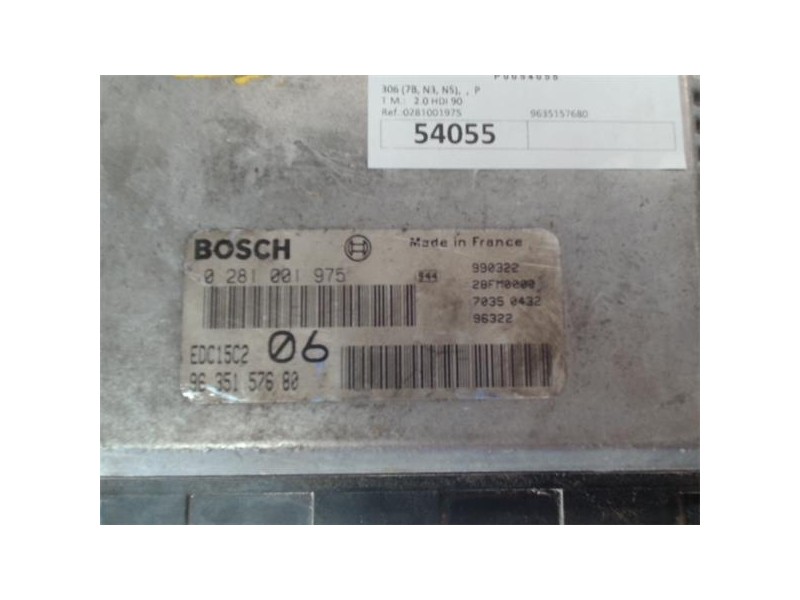 306 (7B, N3, N5), , P
T M.: 2.0 HDI 90
Ref. 0281001975 9635157680
54055
BOSCH Made in France
0 281 001 975 944 990322
28FM0000
7035 0432
96322
EDC15C2 06
96 351 576 80